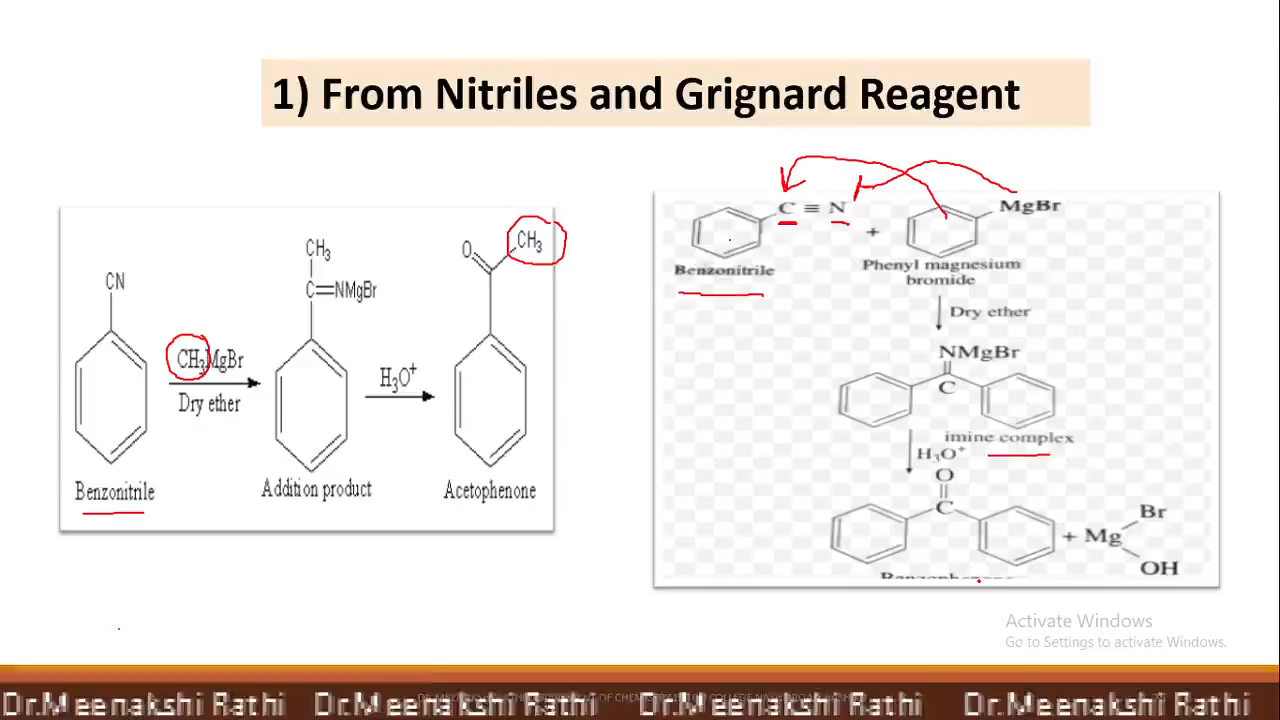 1) From Nitriles and Grignard Reagent
CN
CH₃MgBr
Dry ether
Benzonitrile
CH₃
C=NMgBr
H₃O⁺
Addition product
O
CH₃
Acetophenone
C ≡ N
+
MgBr
Benzonitrile
Phenyl magnesium
bromide
Dry ether
NMgBr
C
imine complex
H₃O⁺
O
C
+ Mg
Br
OH
Activate Windows
Go to Settings to activate Windows.
Dr.Meenakshi Rathi Dr.Meenakshi Rathi Dr.Meenakshi Rathi Dr.Meenakshi Rathi